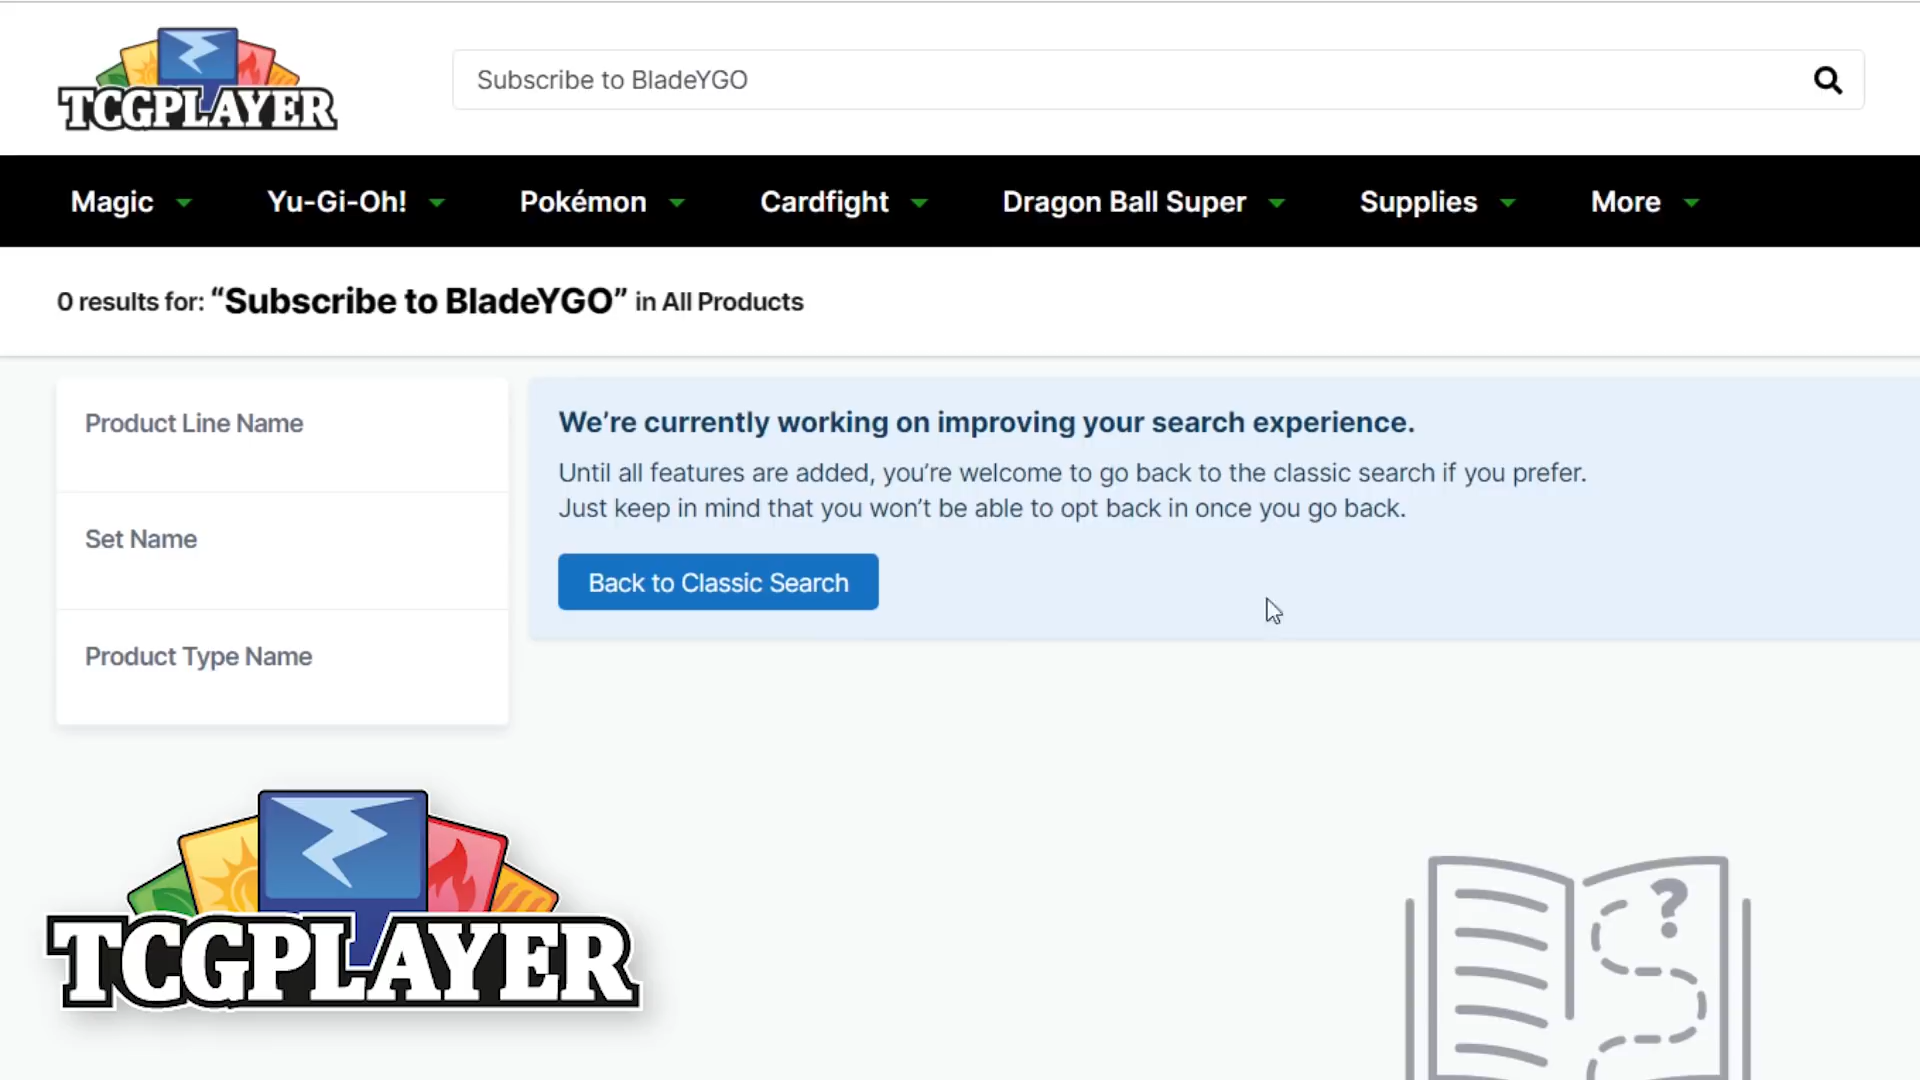 TCGPLAYER
Subscribe to BladeYGO
Magic
Yu-Gi-Oh!
Pokémon
Cardfight
Dragon Ball Super
Supplies
More
0 results for: “Subscribe to BladeYGO” in All Products
Product Line Name
Set Name
Product Type Name
We’re currently working on improving your search experience.
Until all features are added, you’re welcome to go back to the classic search if you prefer.
Just keep in mind that you won’t be able to opt back in once you go back.
Back to Classic Search
TCGPLAYER
?